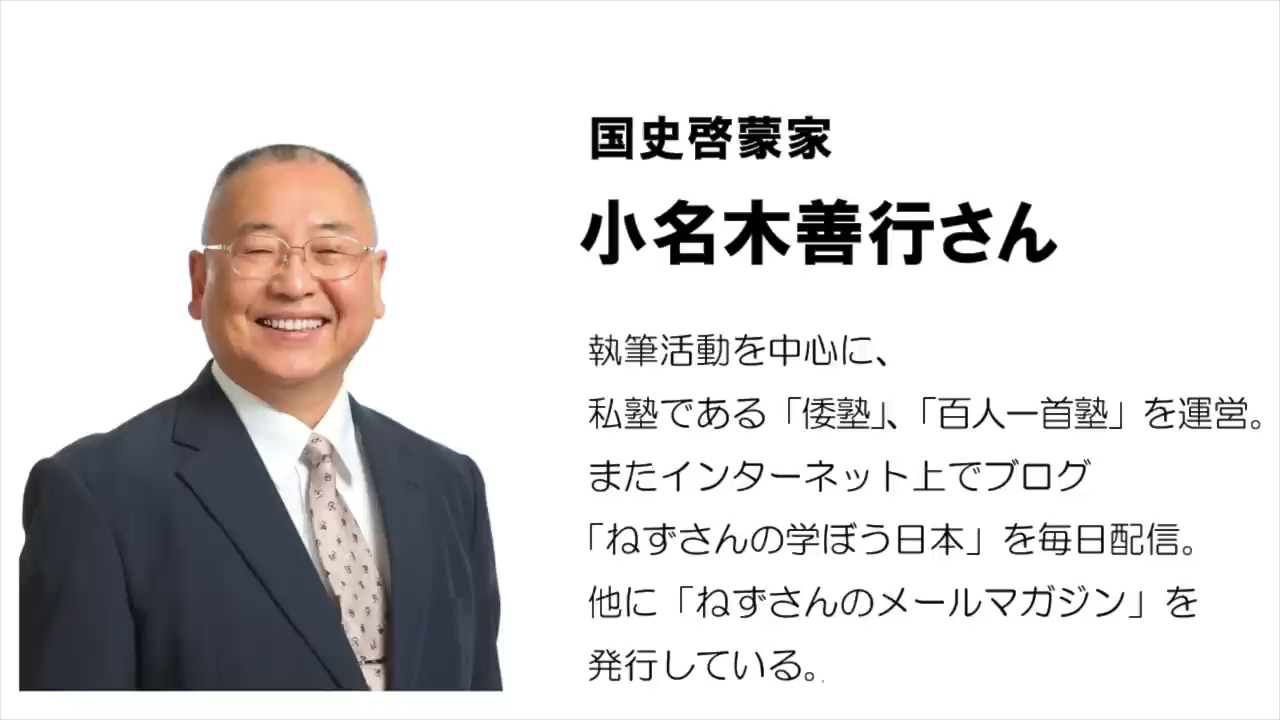 国史啓蒙家
小名木善行さん
執筆活動を中心に、
私塾である「倭塾」、「百人一首塾」を運営。
またインターネット上でブログ
「ねずさんの学ぼう日本」を毎日配信。
他に「ねずさんのメールマガジン」を
発行している。